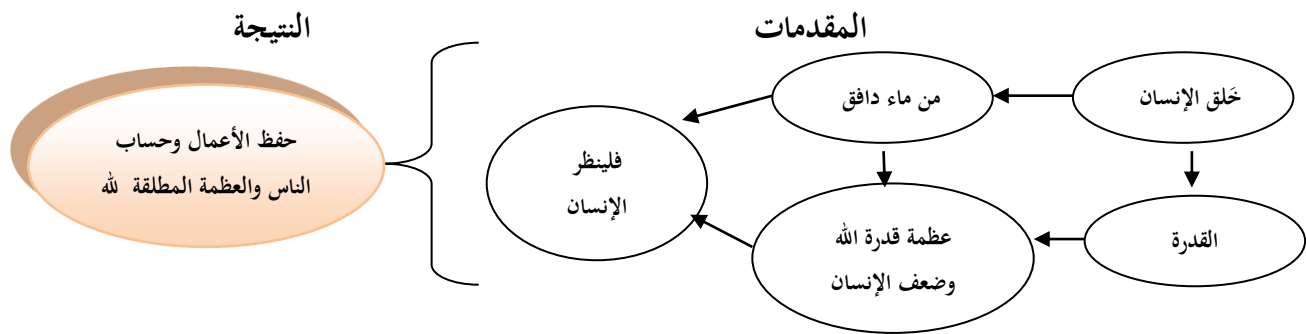 المقدمات
النتيجة
خَلق الإنسان
من ماء دافق
القدرة
عظمة قدرة الله
وضعف الإنسان
فلينظر
الإنسان
حفظ الأعمال وحساب
الناس والعظمة المطلقة لله